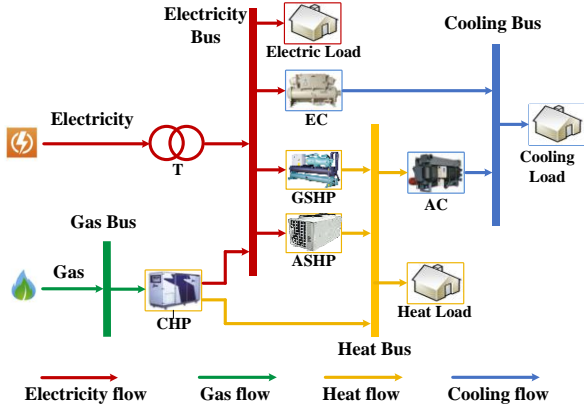 Electricity
Bus
Electric Load
Cooling Bus
EC
Electricity
T
Cooling
Load
GSHP
AC
Gas Bus
ASHP
Gas
CHP
Heat Load
Heat Bus
Electricity flow
Gas flow
Heat flow
Cooling flow